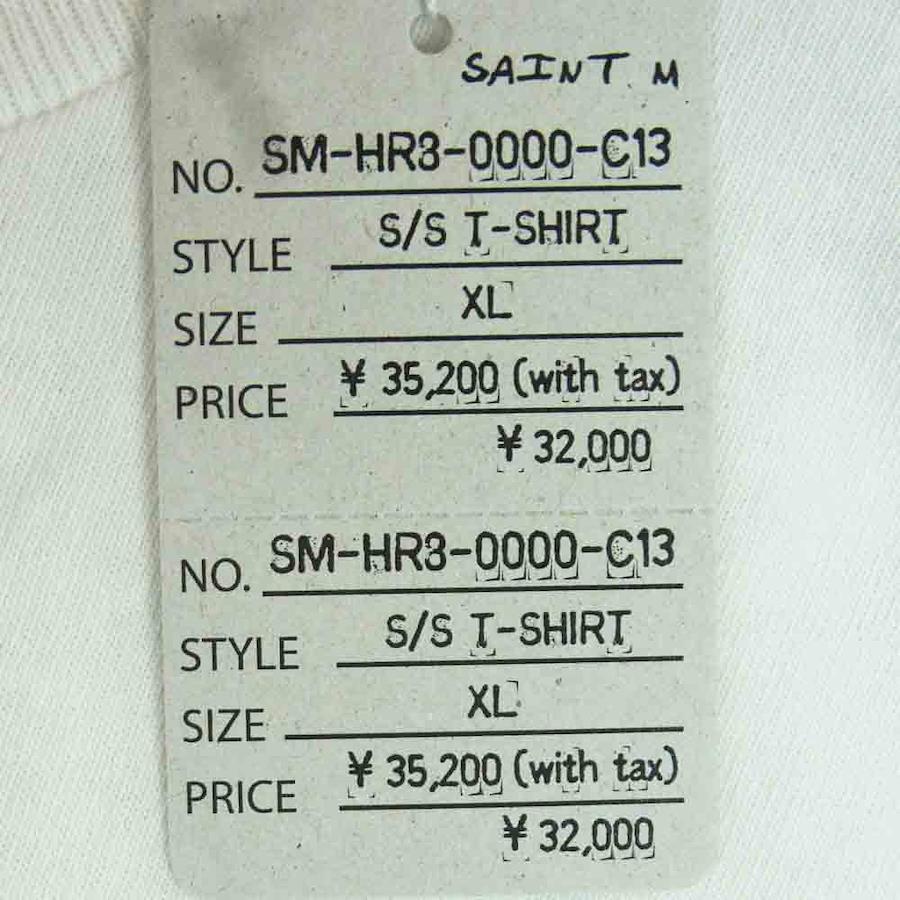 SAINT M
NO. SM-HR3-0000-C13
STYLE S/S T-SHIRT
SIZE XL
PRICE ¥ 35,200 (with tax)
¥ 32,000
NO. SM-HR3-0000-C13
STYLE S/S T-SHIRT
SIZE XL
PRICE ¥ 35,200 (with tax)
¥ 32,000